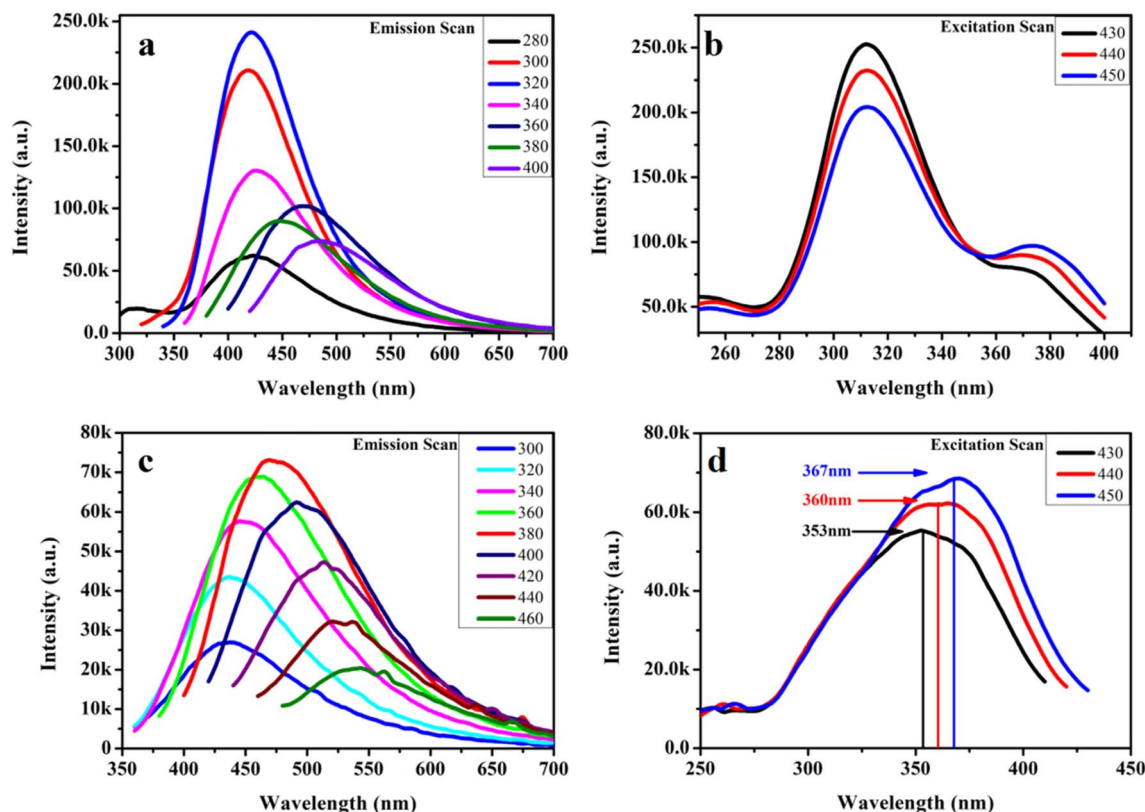 a
Emission Scan
280
300
320
340
360
380
400
250.0k
200.0k
150.0k
100.0k
50.0k
0.0
Intensity (a.u.)
300 350 400 450 500 550 600 650 700
Wavelength (nm)
b
Excitation Scan
430
440
450
250.0k
200.0k
150.0k
100.0k
50.0k
Intensity (a.u.)
260 280 300 320 340 360 380 400
Wavelength (nm)
c
Emission Scan
300
320
340
360
380
400
420
440
460
80k
70k
60k
50k
40k
30k
20k
10k
0
Intensity (a.u.)
350 400 450 500 550 600 650 700
Wavelength (nm)
d
Excitation Scan
430
440
450
367nm
360nm
353nm
80.0k
60.0k
40.0k
20.0k
0.0
Intensity (a.u.)
250 300 350 400 450
Wavelength (nm)